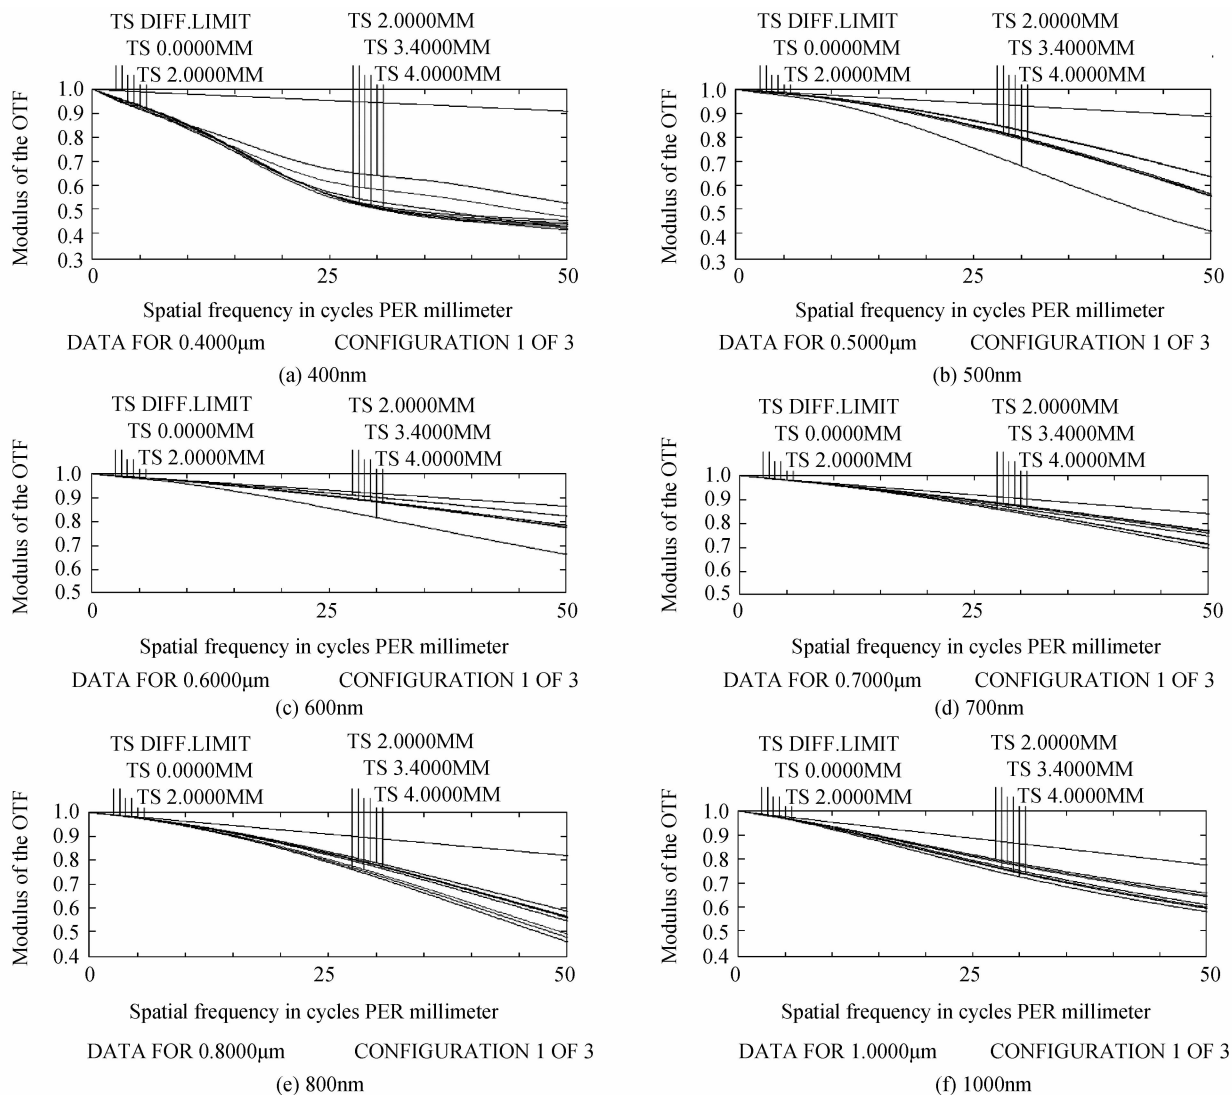 TS DIFF.LIMIT
TS 0.0000MM
TS 2.0000MM
TS 2.0000MM
TS 3.4000MM
TS 4.0000MM
Modulus of the OTF
1.0
0.9
0.8
0.7
0.6
0.5
0.4
0.3
0 25 50
Spatial frequency in cycles PER millimeter
DATA FOR 0.4000μm CONFIGURATION 1 OF 3
(a) 400nm
TS DIFF.LIMIT
TS 0.0000MM
TS 2.0000MM
TS 2.0000MM
TS 3.4000MM
TS 4.0000MM
Modulus of the OTF
1.0
0.9
0.8
0.7
0.6
0.5
0.4
0.3
0 25 50
Spatial frequency in cycles PER millimeter
DATA FOR 0.5000μm CONFIGURATION 1 OF 3
(b) 500nm
TS DIFF.LIMIT
TS 0.0000MM
TS 2.0000MM
TS 2.0000MM
TS 3.4000MM
TS 4.0000MM
Modulus of the OTF
1.0
0.9
0.8
0.7
0.6
0.5
0 25 50
Spatial frequency in cycles PER millimeter
DATA FOR 0.6000μm CONFIGURATION 1 OF 3
(c) 600nm
TS DIFF.LIMIT
TS 0.0000MM
TS 2.0000MM
TS 2.0000MM
TS 3.4000MM
TS 4.0000MM
Modulus of the OTF
1.0
0.9
0.8
0.7
0.6
0.5
0 25 50
Spatial frequency in cycles PER millimeter
DATA FOR 0.7000μm CONFIGURATION 1 OF 3
(d) 700nm
TS DIFF.LIMIT
TS 0.0000MM
TS 2.0000MM
TS 2.0000MM
TS 3.4000MM
TS 4.0000MM
Modulus of the OTF
1.0
0.9
0.8
0.7
0.6
0.5
0.4
0 25 50
Spatial frequency in cycles PER millimeter
DATA FOR 0.8000μm CONFIGURATION 1 OF 3
(e) 800nm
TS DIFF.LIMIT
TS 0.0000MM
TS 2.0000MM
TS 2.0000MM
TS 3.4000MM
TS 4.0000MM
Modulus of the OTF
1.0
0.9
0.8
0.7
0.6
0.5
0.4
0 25 50
Spatial frequency in cycles PER millimeter
DATA FOR 1.0000μm CONFIGURATION 1 OF 3
(f) 1000nm